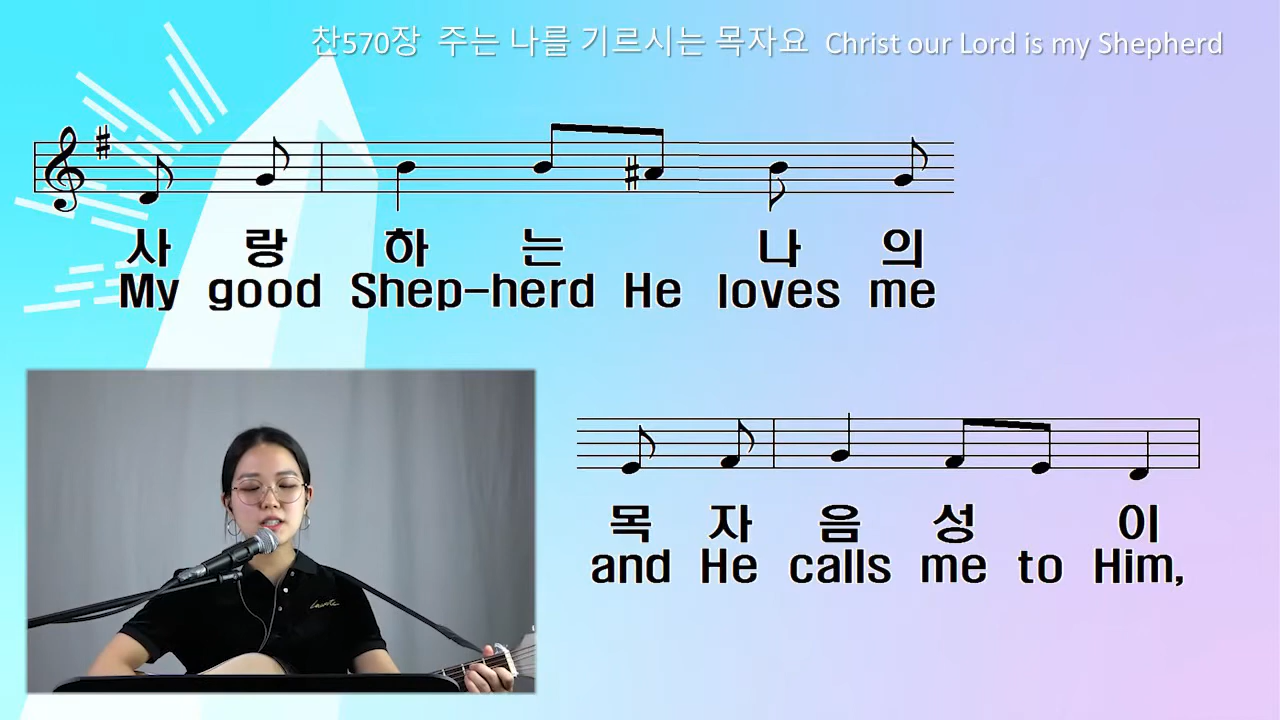 찬570장 주는 나를 기르시는 목자요 Christ our Lord is my Shepherd
사 랑 하 는 나 의
My good Shep-herd He loves me
목 자 음 성 이
and He calls me to Him,